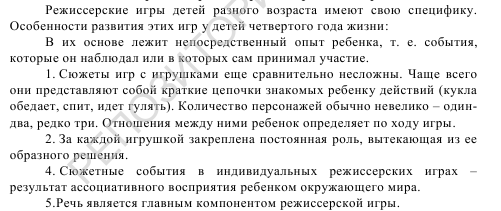 Режиссерские игры детей разного возраста имеют свою специфику.
Особенности развития этих игр у детей четвертого года жизни:
В их основе лежит непосредственный опыт ребенка, т. е. события,
которые он наблюдал или в которых сам принимал участие.
1. Сюжеты игр с игрушками еще сравнительно несложны. Чаще всего
они представляют собой краткие цепочки знакомых ребенку действий (кукла
обедает, спит, идет гулять). Количество персонажей обычно невелико – один-
два, редко три. Отношения между ними ребенок определяет по ходу игры.
2. За каждой игрушкой закреплена постоянная роль, вытекающая из ее
образного решения.
4. Сюжетные события в индивидуальных режиссерских играх –
результат ассоциативного восприятия ребенком окружающего мира.
5.Речь является главным компонентом режиссерской игры.